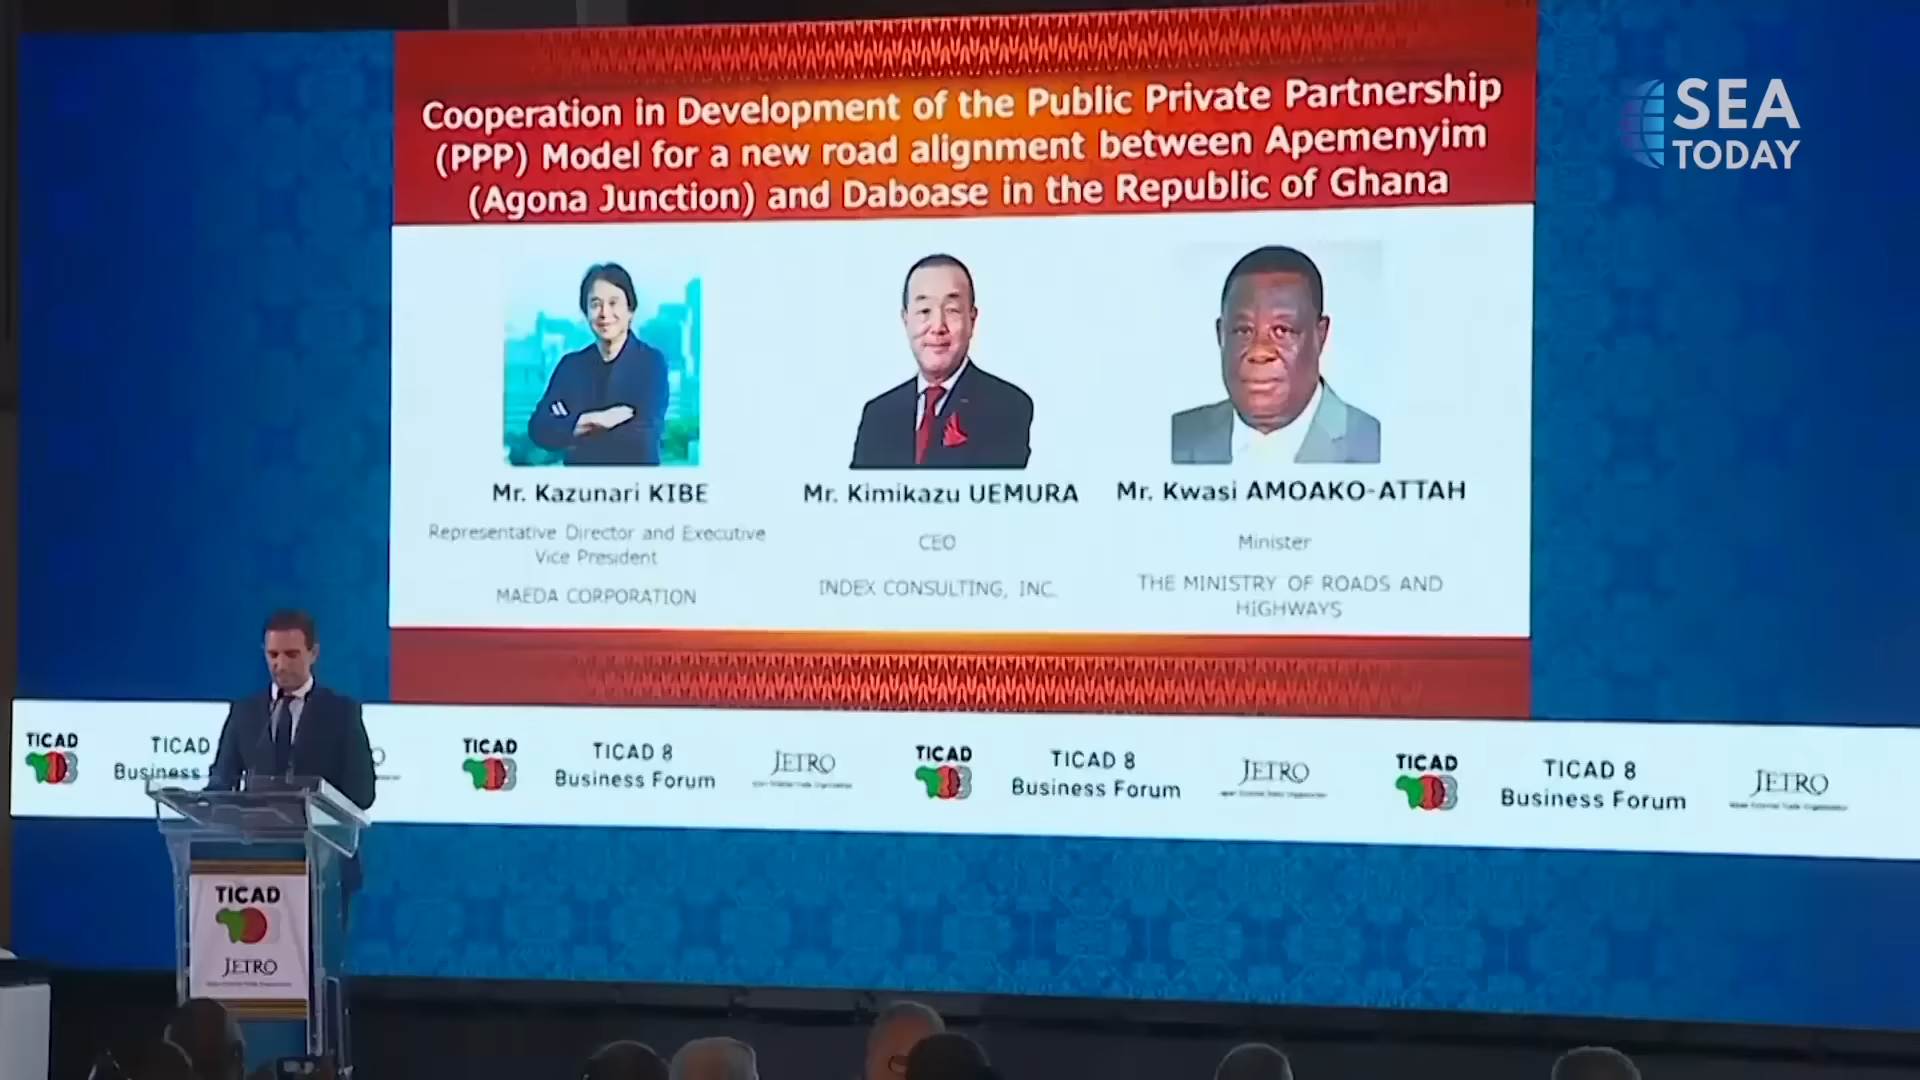 SEA
TODAY
Cooperation in Development of the Public Private Partnership
(PPP) Model for a new road alignment between Apemenyim
(Agona Junction) and Daboase in the Republic of Ghana
Mr. Kazunari KIBE
Representative Director and Executive
Vice President
MAEDA CORPORATION
Mr. Kimikazu UEMURA
CEO
INDEX CONSULTING, INC.
Mr. Kwasi AMOAKO-ATTAH
Minister
THE MINISTRY OF ROADS AND
HIGHWAYS
TICAD
TICAD
Business
TICAD
TICAD 8
Business Forum
JETRO
TICAD
TICAD 8
Business Forum
JETRO
TICAD
TICAD 8
Business Forum
JETRO
TICAD
JETRO